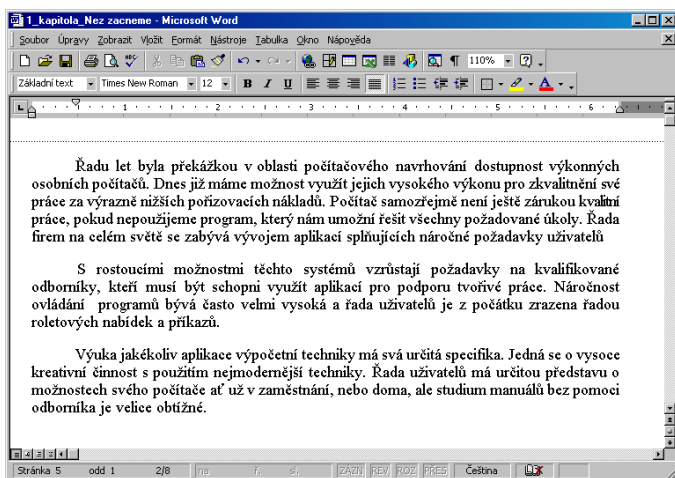 1_kapitola_Nez zacneme - Microsoft Word
Soubor Úpravy Zobrazit Vložit Formát Nástroje Tabulka Okno Nápověda
110%
Základní text Times New Roman 12 B I U
1 2 3 4 5 6
Řadu let byla překážkou v oblasti počítačového navrhování dostupnost výkonných
osobních počítačů. Dnes již máme možnost využít jejich vysokého výkonu pro zkvalitnění své
práce za výrazně nižších pořizovacích nákladů. Počítač samozřejmě není ještě zárukou kvalitní
práce, pokud nepoužijeme program, který nám umožní řešit všechny požadované úkoly. Řada
firem na celém světě se zabývá vývojem aplikací splňujících náročné požadavky uživatelů
S rostoucími možnostmi těchto systémů vzrůstají požadavky na kvalifikované
odborníky, kteří musí být schopni využít aplikací pro podporu tvořivé práce. Náročnost
ovládání programů bývá často velmi vysoká a řada uživatelů je z počátku zrazena řadou
roletových nabídek a příkazů.
Výuka jakékoliv aplikace výpočetní techniky má svá určitá specifika. Jedná se o vysoce
kreativní činnost s použitím nejmodernější techniky. Řada uživatelů má určitou představu o
možnostech svého počítače ať už v zaměstnání, nebo doma, ale studium manuálů bez pomoci
odborníka je velice obtížné.
Stránka 5 odd 1 2/8 na ř. sl. ZÁZN REV ROZ PŘES Čeština